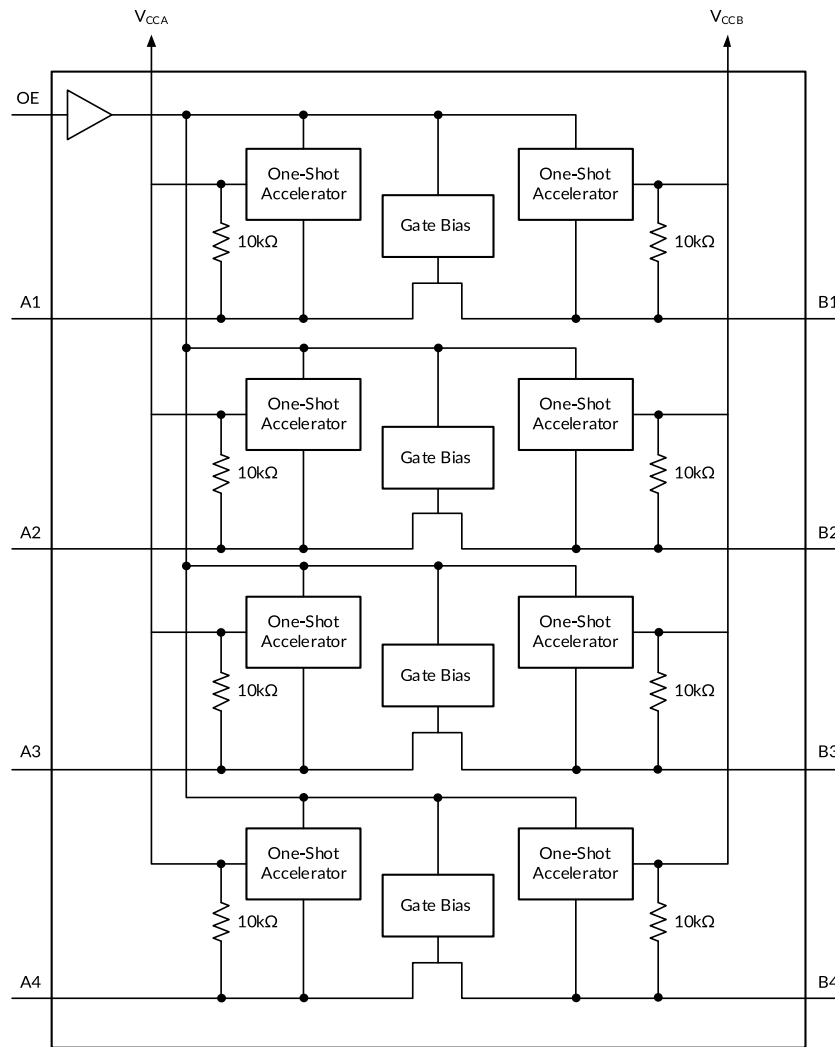 VCCA
VCCB
OE
One-Shot
Accelerator
One-Shot
Accelerator
Gate Bias
10kΩ
10kΩ
A1
B1
One-Shot
Accelerator
One-Shot
Accelerator
Gate Bias
10kΩ
10kΩ
A2
B2
One-Shot
Accelerator
One-Shot
Accelerator
Gate Bias
10kΩ
10kΩ
A3
B3
One-Shot
Accelerator
One-Shot
Accelerator
Gate Bias
10kΩ
10kΩ
A4
B4